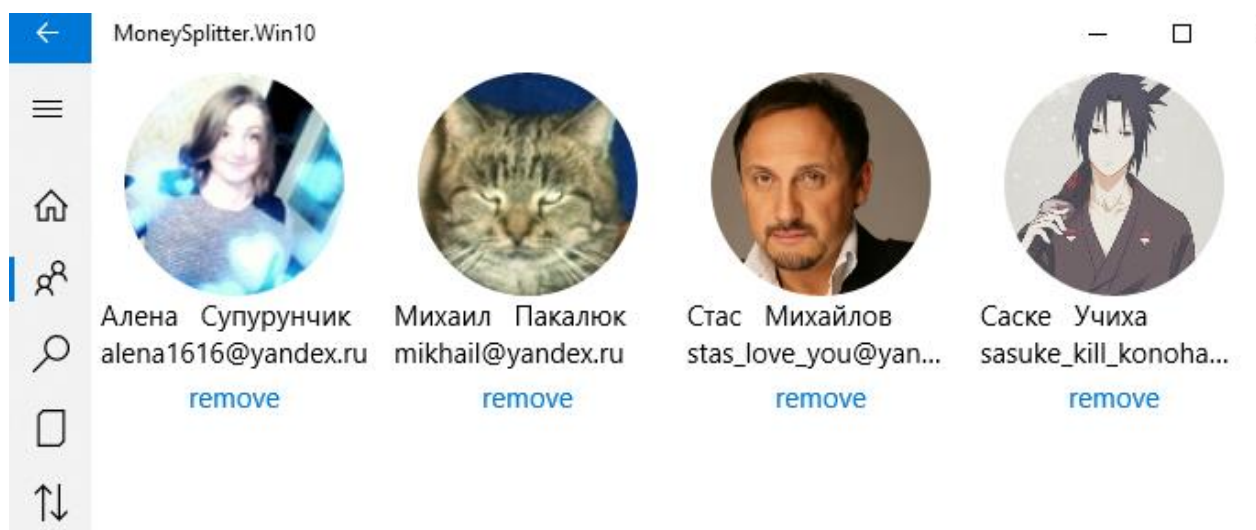 MoneySplitter.Win10
Алена Супурунчик
alena1616@yandex.ru
remove
Михаил Пакалюк
mikhail@yandex.ru
remove
Стас Михайлов
stas_love_you@yan...
remove
Саске Учиха
sasuke_kill_konoha...
remove